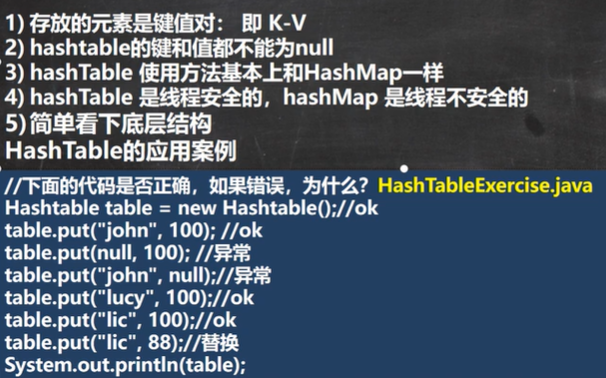 1) 存放的元素是键值对： 即 K-V
2) hashtable的键和值都不能为null
3) hashTable 使用方法基本上和HashMap一样
4) hashTable 是线程安全的，hashMap 是线程不安全的
5) 简单看下底层结构
HashTable的应用案例
//下面的代码是否正确，如果错误，为什么？HashTableExercise.java
Hashtable table = new Hashtable();//ok
table.put("john", 100); //ok
table.put(null, 100); //异常
table.put("john", null);//异常
table.put("lucy", 100);//ok
table.put("lic", 100);//ok
table.put("lic", 88);//替换
System.out.println(table);